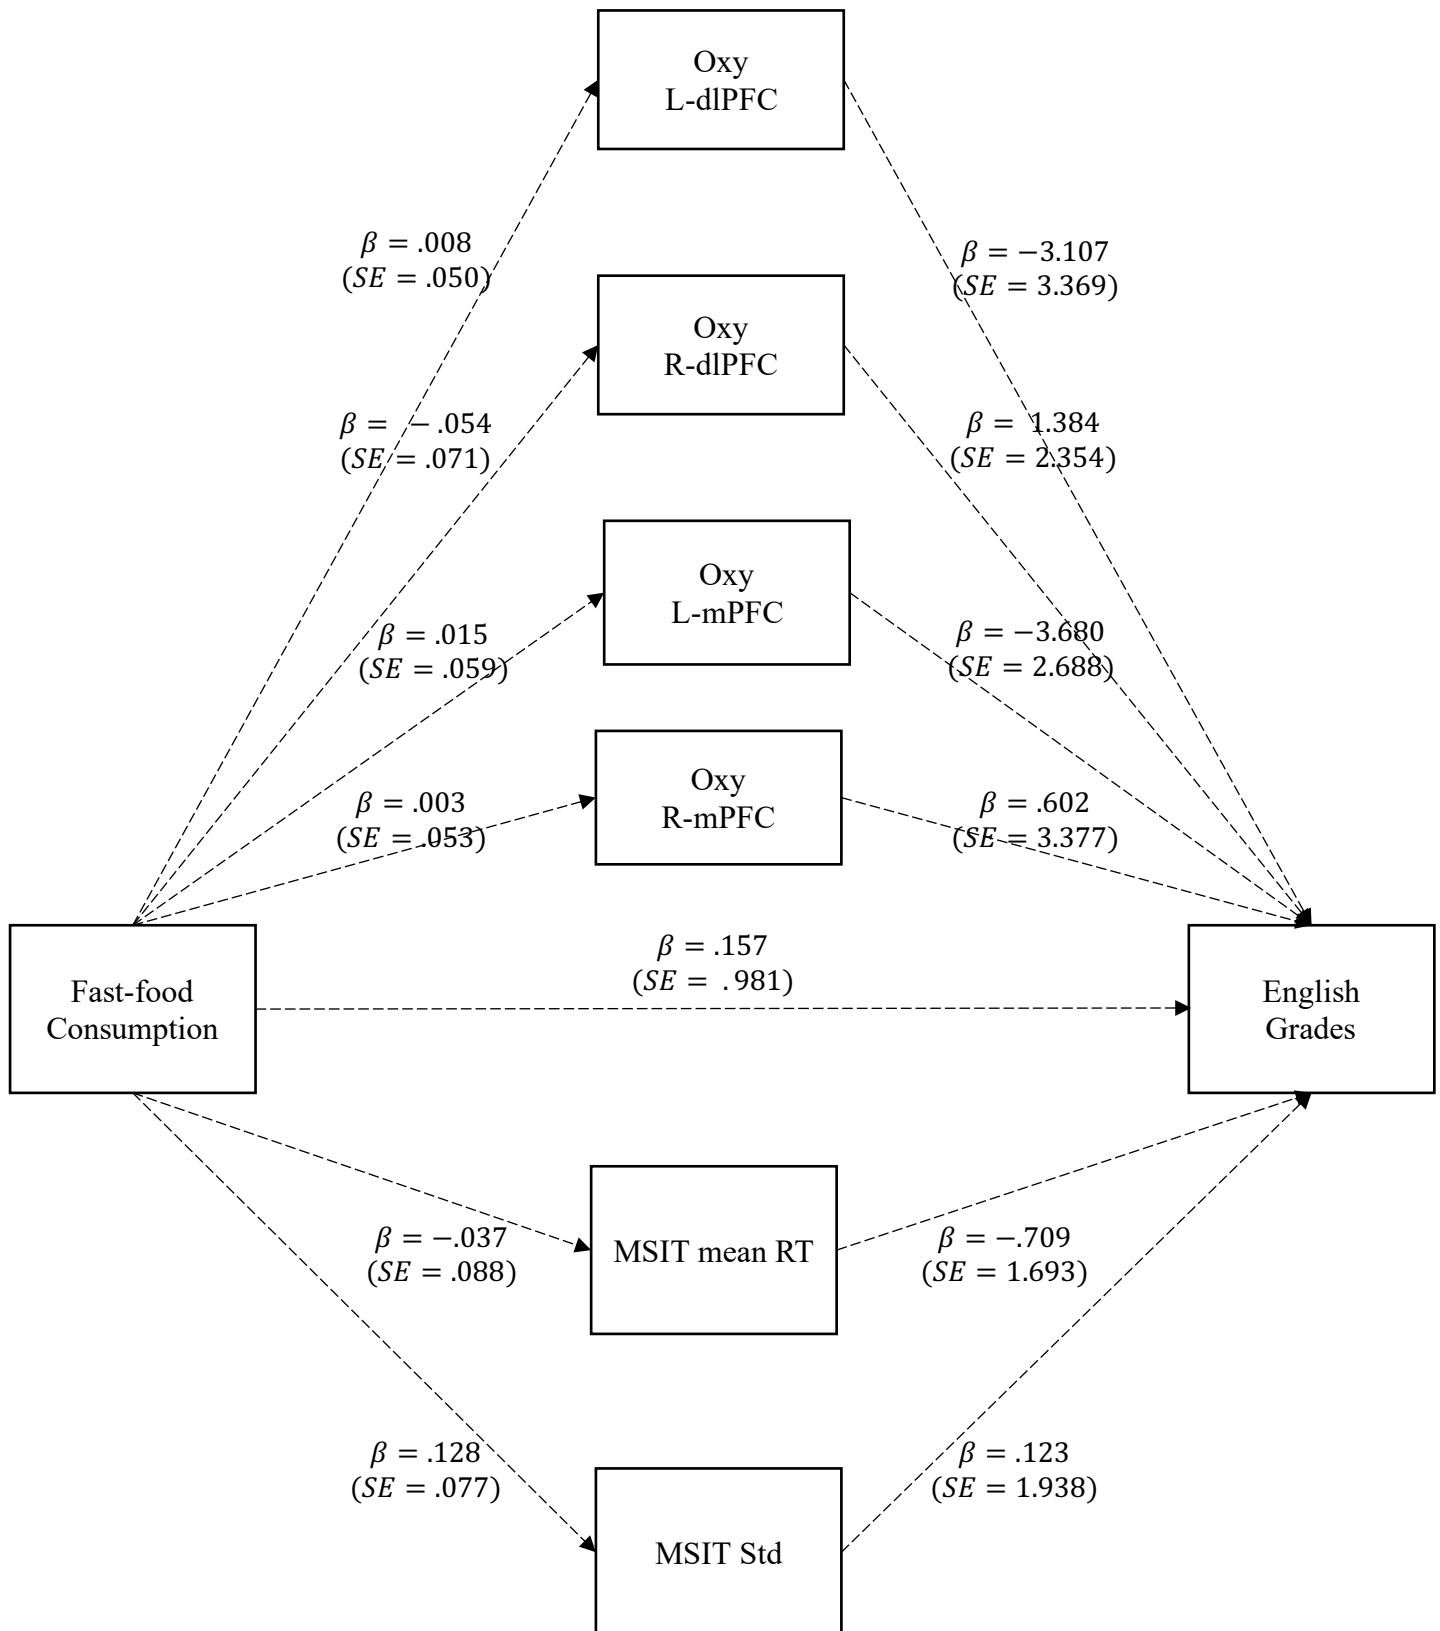 Oxy
L-dlPFC
β = .008
(SE = .050)
β = −3.107
(SE = 3.369)
Oxy
R-dlPFC
β = − .054
(SE = .071)
β = 1.384
(SE = 2.354)
Oxy
L-mPFC
β = .015
(SE = .059)
β = −3.680
(SE = 2.688)
Oxy
R-mPFC
β = .003
(SE = .053)
β = .602
(SE = 3.377)
β = .157
(SE = .981)
Fast-food
Consumption
English
Grades
MSIT mean RT
β = −.037
(SE = .088)
β = −.709
(SE = 1.693)
β = .128
(SE = .077)
β = .123
(SE = 1.938)
MSIT Std